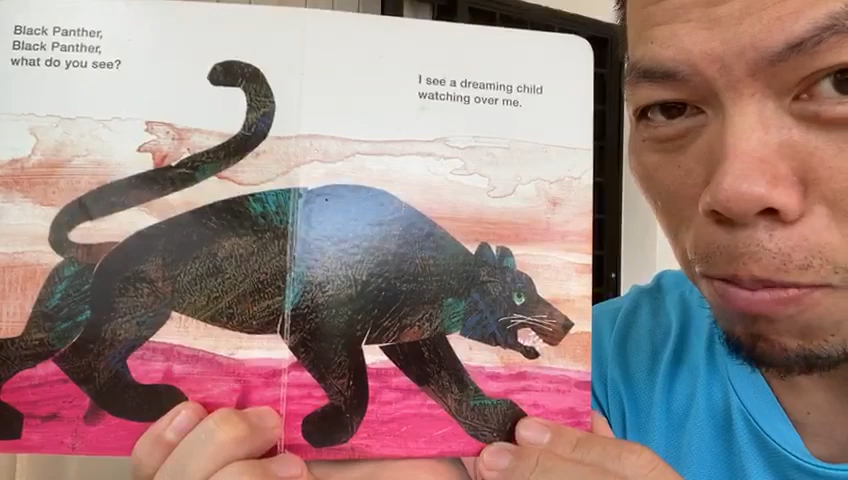 Black Panther,
Black Panther,
what do you see?
I see a dreaming child
watching over me.